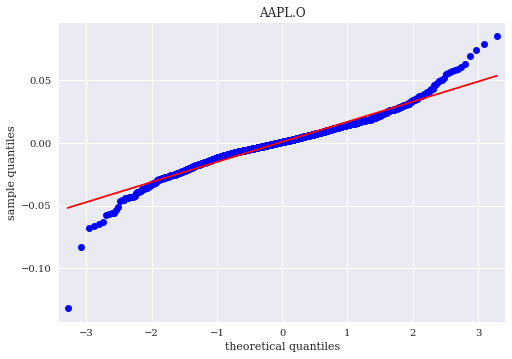 AAPL.O
0.05
0.00
−0.05
−0.10
sample quantiles
−3 −2 −1 0 1 2 3
theoretical quantiles